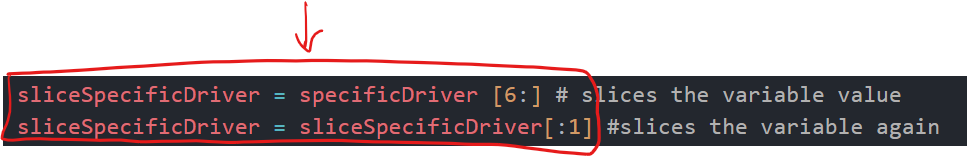 sliceSpecificDriver = specificDriver [6:] # slices the variable value
sliceSpecificDriver = sliceSpecificDriver[:1] #slices the variable again